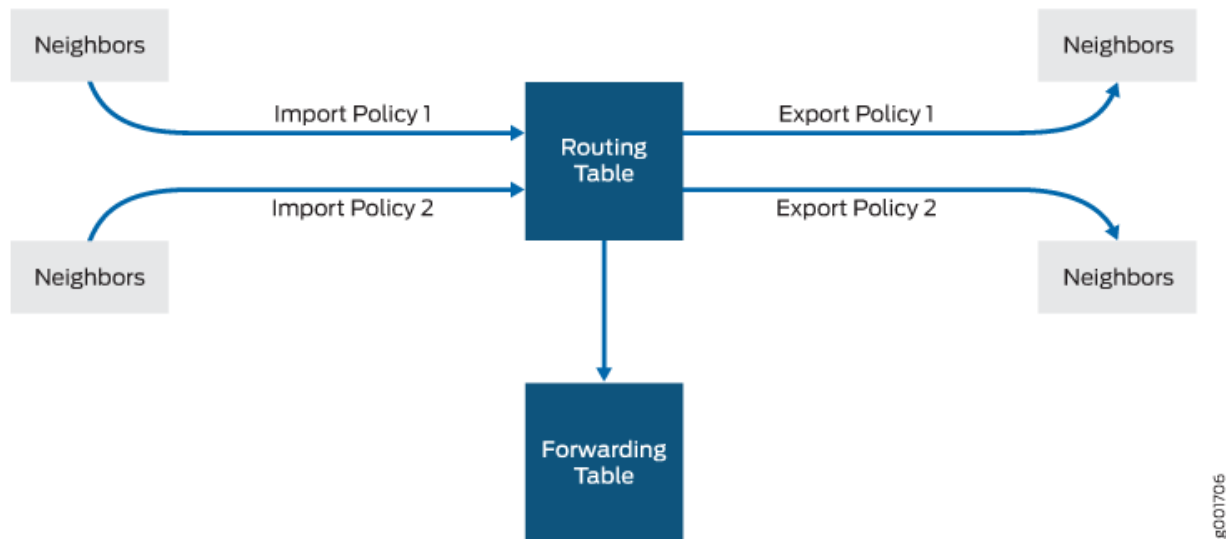 Neighbors
Neighbors
Import Policy 1
Export Policy 1
Routing
Table
Import Policy 2
Export Policy 2
Neighbors
Neighbors
Forwarding
Table
g001706